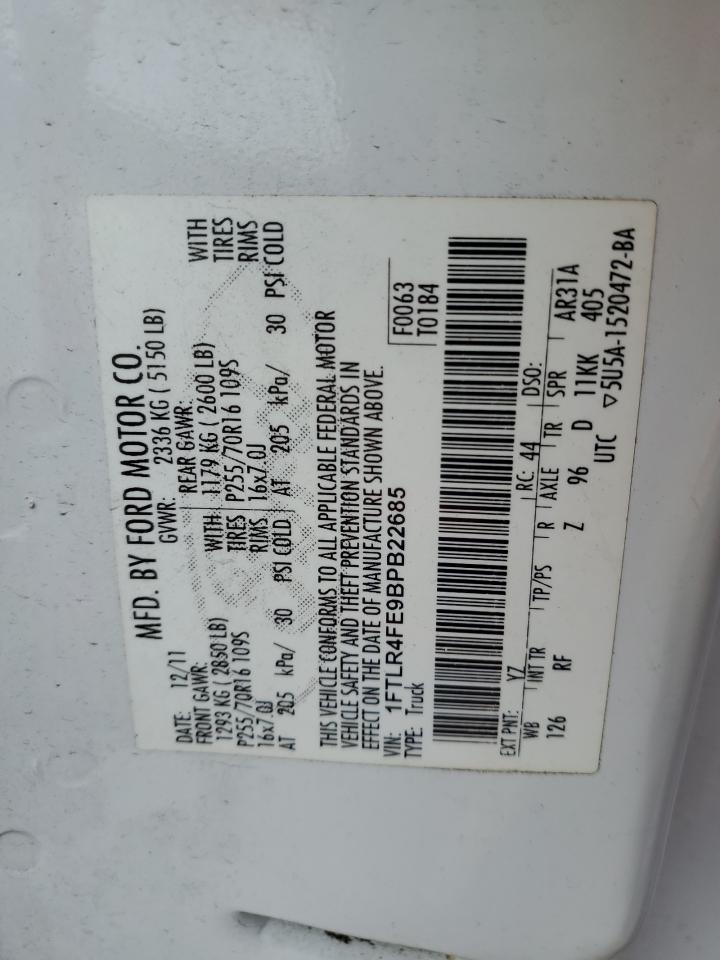 MFD. BY FORD MOTOR CO.
DATE: 12/11 GVWR: 2336 KG ( 5150 LB)
FRONT GAWR: REAR GAWR:
1293 KG ( 2850 LB) WITH 1179 KG ( 2600 LB) WITH
P255/70R16 109S TIRES P255/70R16 109S TIRES
16x7.0J RIMS 16x7.0J RIMS
AT 205 kPa/ 30 PSI COLD AT 205 kPa/ 30 PSI COLD
THIS VEHICLE CONFORMS TO ALL APPLICABLE FEDERAL MOTOR
VEHICLE SAFETY AND THEFT PREVENTION STANDARDS IN
EFFECT ON THE DATE OF MANUFACTURE SHOWN ABOVE.
VIN: 1FTLR4FE9BPB22685 F0063
TYPE: Truck T0184
EXT PNT: YZ RC: 44 DSO:
WB INT TR TP/PS R AXLE TR SPR AR31A
126 RF Z 96 D 11KK 405
UTC ▽5U5A-1520472-BA